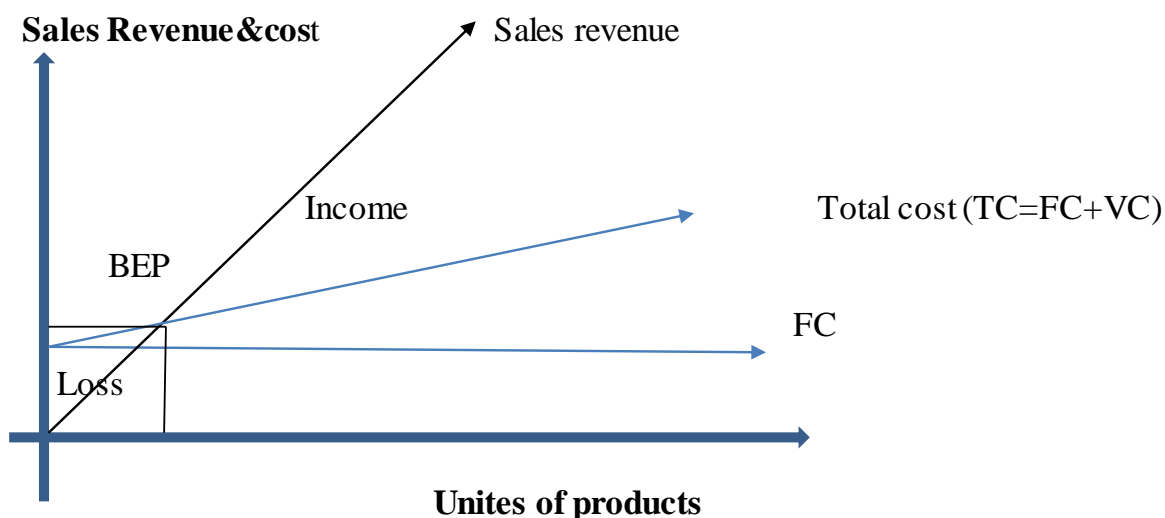 Sales Revenue&cost
Sales revenue
Income
Total cost (TC=FC+VC)
BEP
FC
Loss
Unites of products